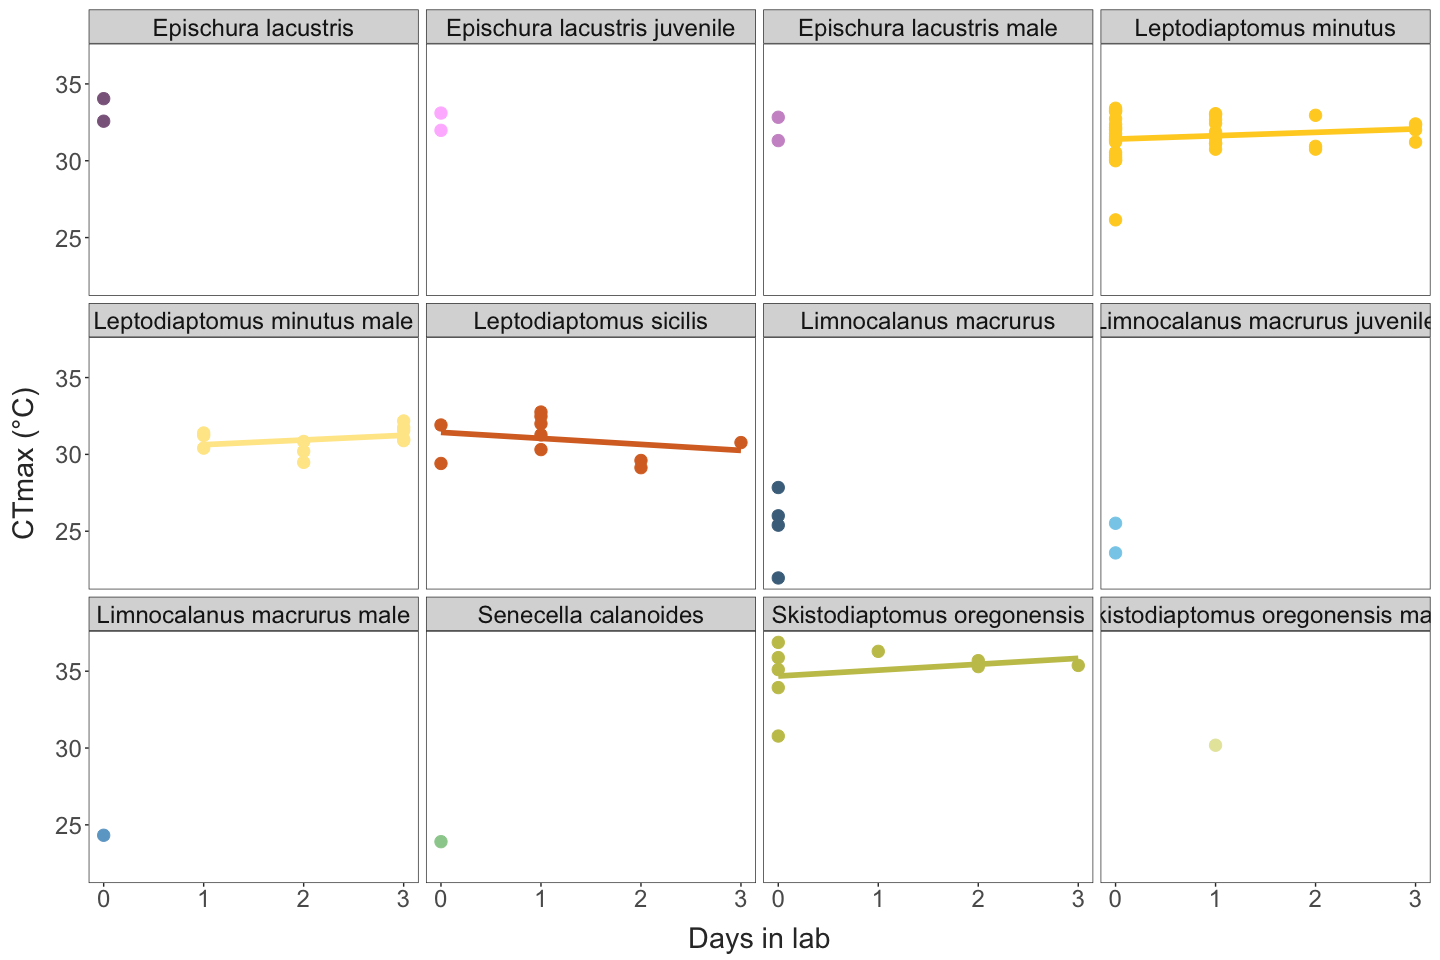 Epischura lacustris
Epischura lacustris juvenile
Epischura lacustris male
Leptodiaptomus minutus
35
30
25
Leptodiaptomus minutus male
Leptodiaptomus sicilis
Limnocalanus macrurus
Limnocalanus macrurus juvenile
35
30
25
CTmax (°C)
Limnocalanus macrurus male
Senecella calanoides
Skistodiaptomus oregonensis
kistodiaptomus oregonensis ma
35
30
25
0 1 2 3 0 1 2 3 0 1 2 3 0 1 2 3
Days in lab